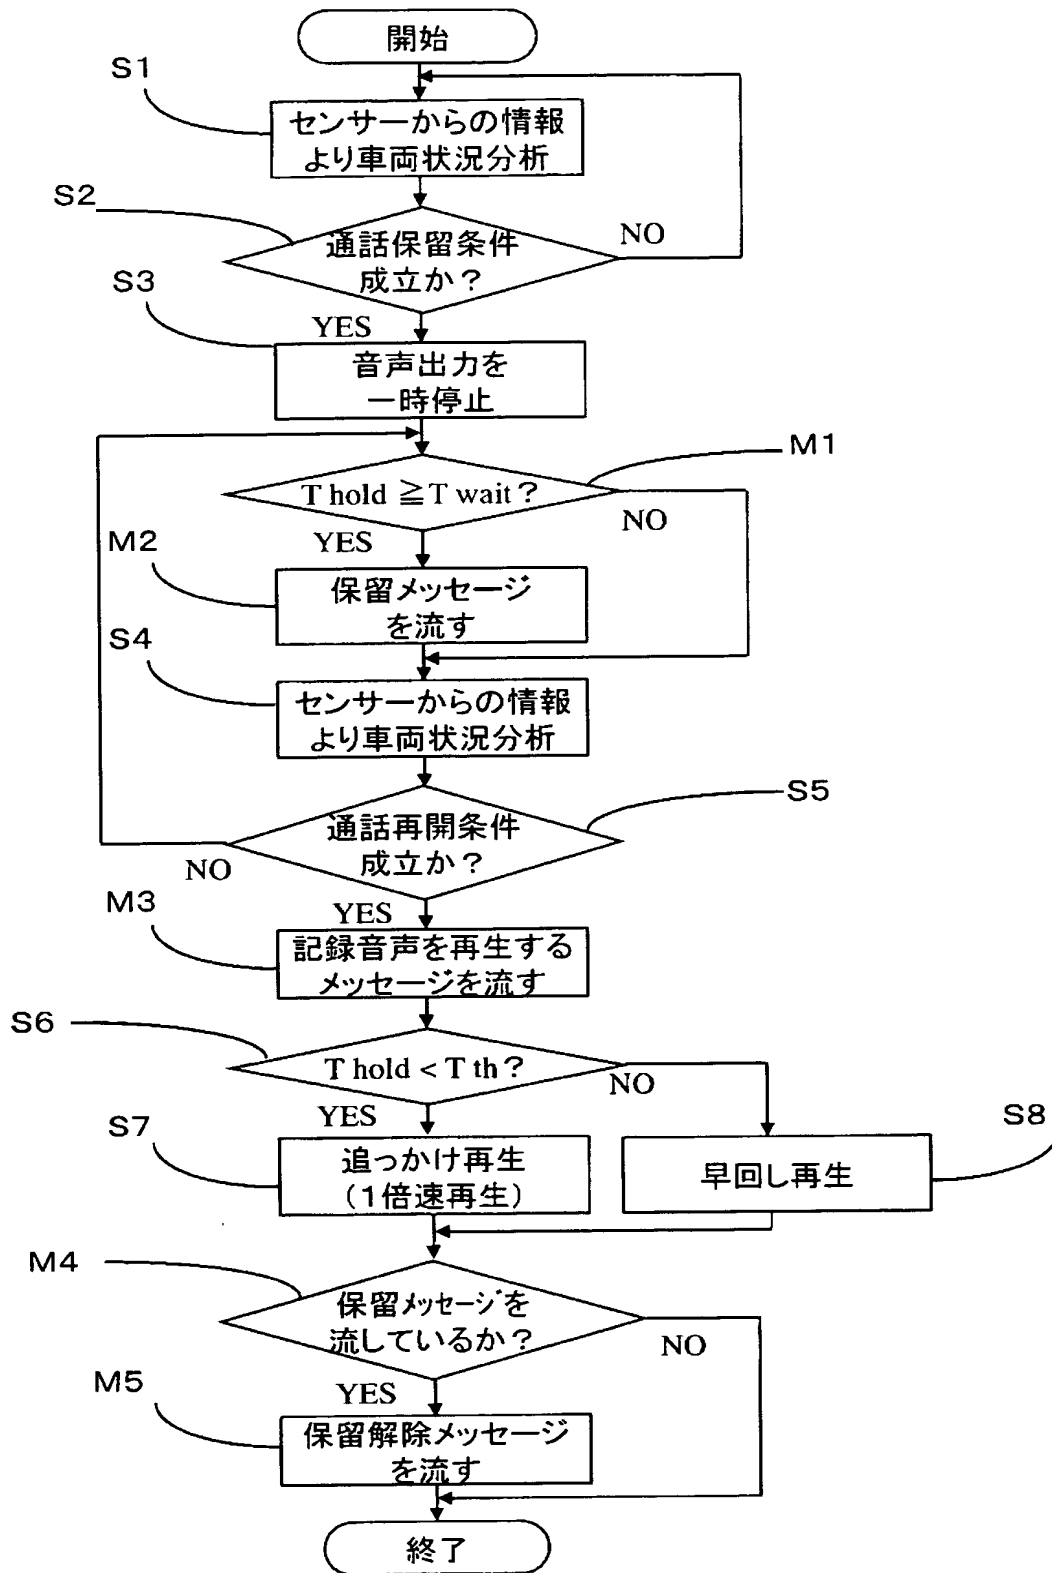 開始
S1
センサーからの情報
より車両状況分析
S2
通話保留条件
成立か？
NO
S3
YES
音声出力を
一時停止
M1
T hold ≧T wait？
NO
YES
M2
保留メッセージ
を流す
S4
センサーからの情報
より車両状況分析
S5
通話再開条件
成立か？
NO
YES
M3
記録音声を再生する
メッセージを流す
S6
T hold < T th？
NO
YES
S7
追っかけ再生
（１倍速再生）
S8
早回し再生
M4
保留メッセージを
流しているか？
NO
YES
M5
保留解除メッセージ
を流す
終了